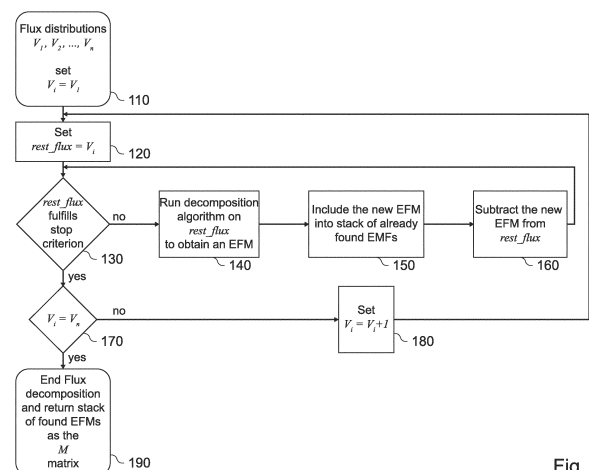 Flux distributions
V1, V2, ..., Vn
set
Vi = V1
110
Set
rest_flux = Vi
120
rest_flux
fulfills
stop
criterion
130
no
Run decomposition
algorithm on
rest_flux
to obtain an EFM
140
Include the new EFM
into stack of already
found EMFs
150
Subtract the new
EFM from
rest_flux
160
yes
Vi = Vn
170
no
Set
Vi = Vi+1
180
yes
End Flux
decomposition
and return stack
of found EFMs
as the
M
matrix
190
Fig